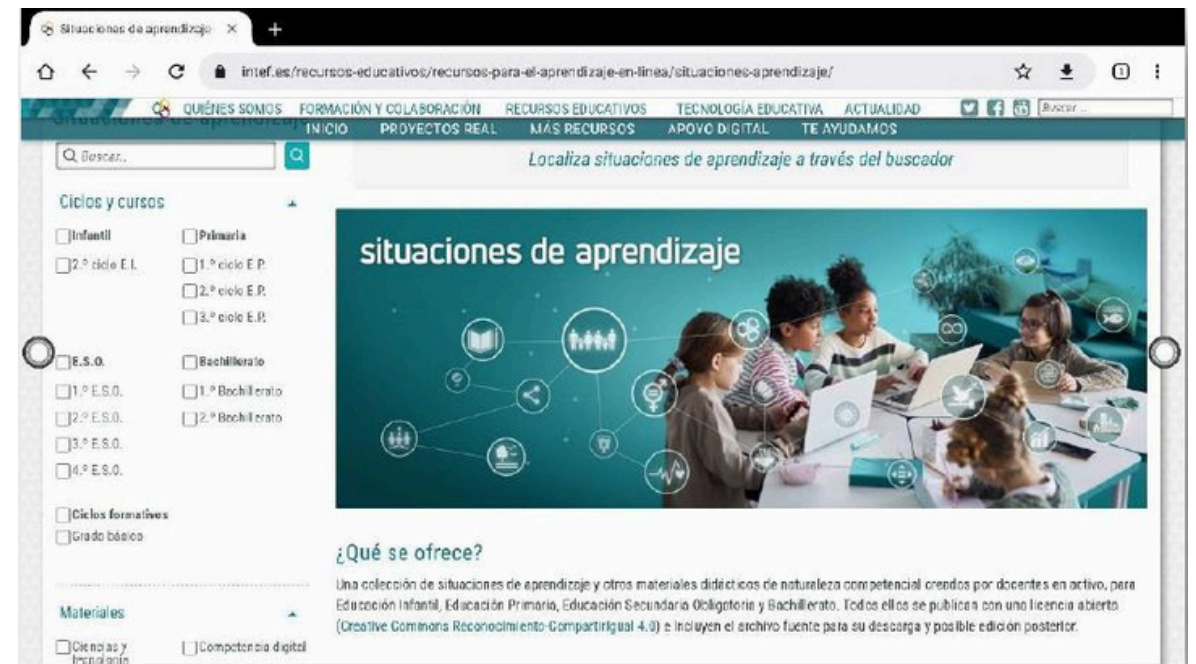 Situaciones de aprendizaje
intef.es/recursos-educativos/recursos-para-el-aprendizaje-en-linea/situaciones-aprendizaje/
1
QUIÉNES SOMOS FORMACIÓN Y COLABORACIÓN RECURSOS EDUCATIVOS TECNOLOGÍA EDUCATIVA ACTUALIDAD Buscar ...
INICIO PROYECTOS REAL MÁS RECURSOS APOYO DIGITAL TE AYUDAMOS
Situaciones de aprendizaje
Buscar..
Localiza situaciones de aprendizaje a través del buscador
Ciclos y cursos
Infantil Primaria
2.º ciclo E.I. 1.º ciclo E.P.
2.º ciclo E.P.
3.º ciclo E.P.
E.S.O. Bachillerato
1.º E.S.O. 1.º Bachillerato
2.º E.S.O. 2.º Bachillerato
3.º E.S.O.
4.º E.S.O.
Ciclos formativos
Grado básico
Materiales
Ciencias y Competencia digital
tecnología
situaciones de aprendizaje
¿Qué se ofrece?
Una colección de situaciones de aprendizaje y otros materiales didácticos de naturaleza competencial creados por docentes en activo, para
Educación Infantil, Educación Primaria, Educación Secundaria Obligatoria y Bachillerato. Todos ellos se publican con una licencia abierta
(Creative Commons Reconocimiento-CompartirIgual 4.0) e incluyen el archivo fuente para su descarga y posible edición posterior.